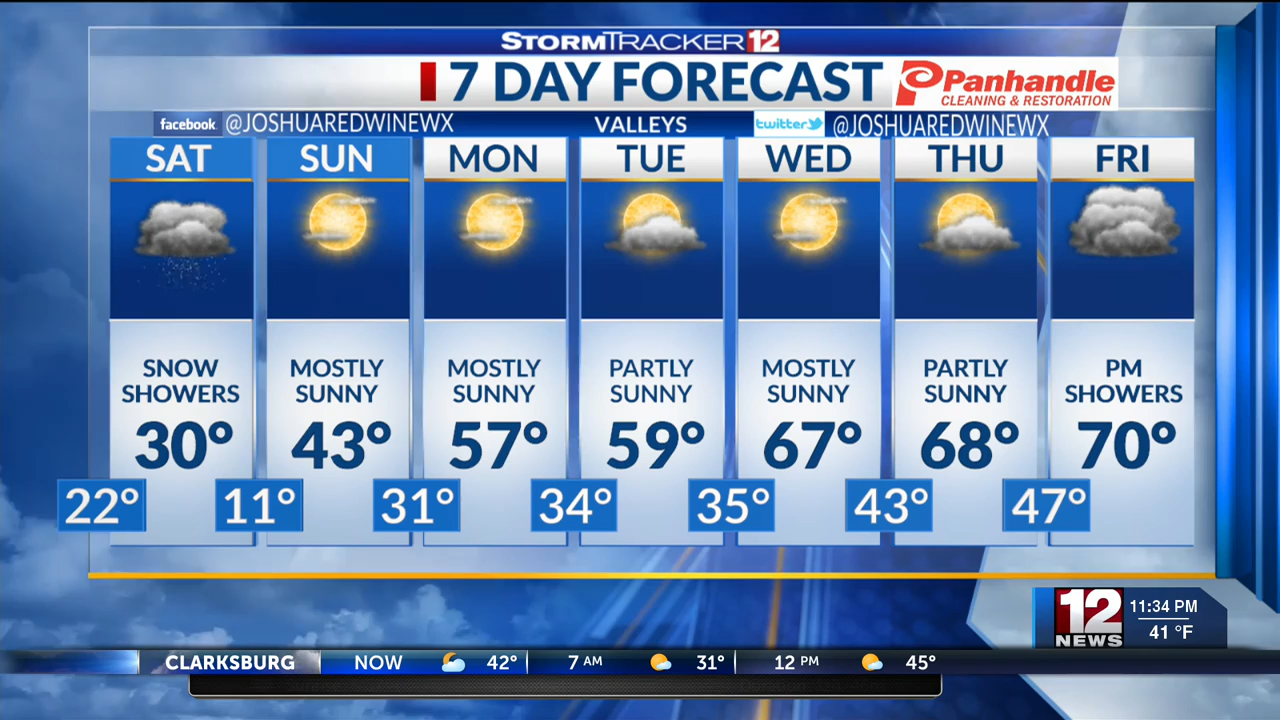 STORMTRACKER 12
7 DAY FORECAST
Panhandle
CLEANING & RESTORATION
facebook @JOSHUAREDWINEWX VALLEYS twitter @JOSHUAREDWINEWX
SAT SUN MON TUE WED THU FRI
SNOW SHOWERS
30°
MOSTLY SUNNY
43°
MOSTLY SUNNY
57°
PARTLY SUNNY
59°
MOSTLY SUNNY
67°
PARTLY SUNNY
68°
PM SHOWERS
70°
22° 11° 31° 34° 35° 43° 47°
12
NEWS
11:34 PM
41 °F
CLARKSBURG NOW 42° 7 AM 31° 12 PM 45°